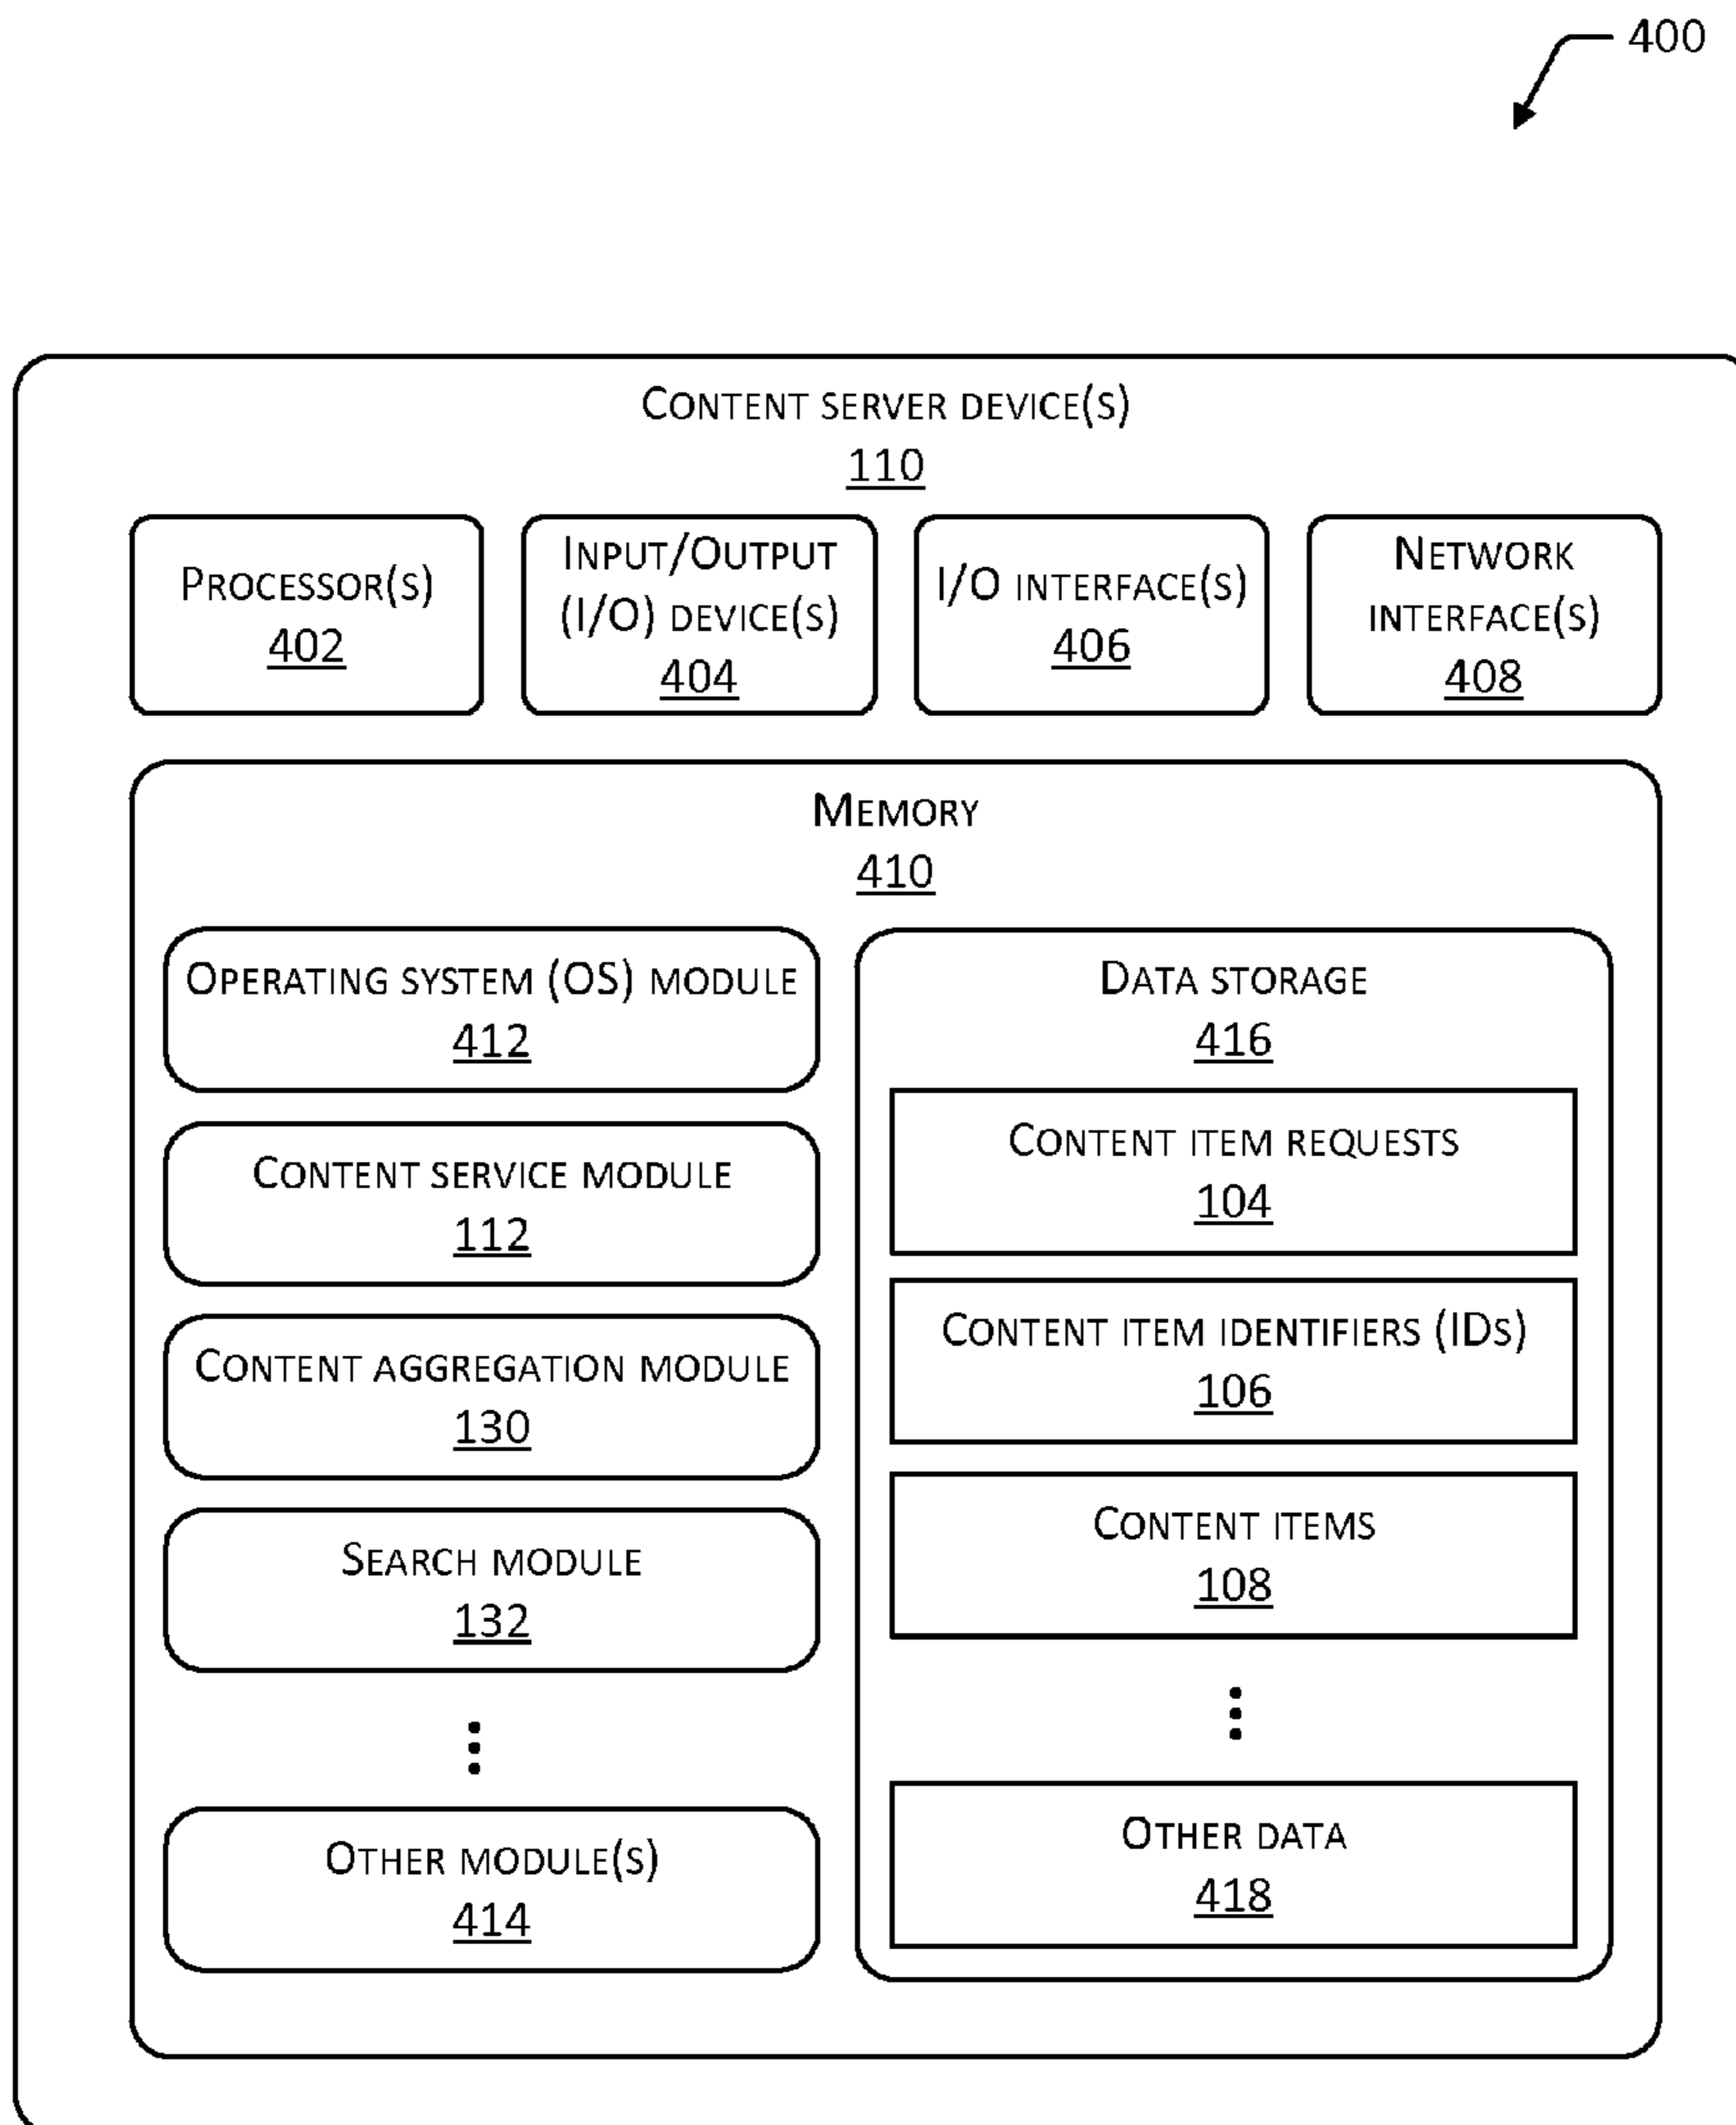 400
Content server device(s)
110
Processor(s)
402
Input/Output
(I/O) device(s)
404
I/O interface(s)
406
Network
interface(s)
408
Memory
410
Operating system (OS) module
412
Content service module
112
Content aggregation module
130
Search module
132
Other module(s)
414
Data storage
416
Content item requests
104
Content item identifiers (IDs)
106
Content items
108
Other data
418